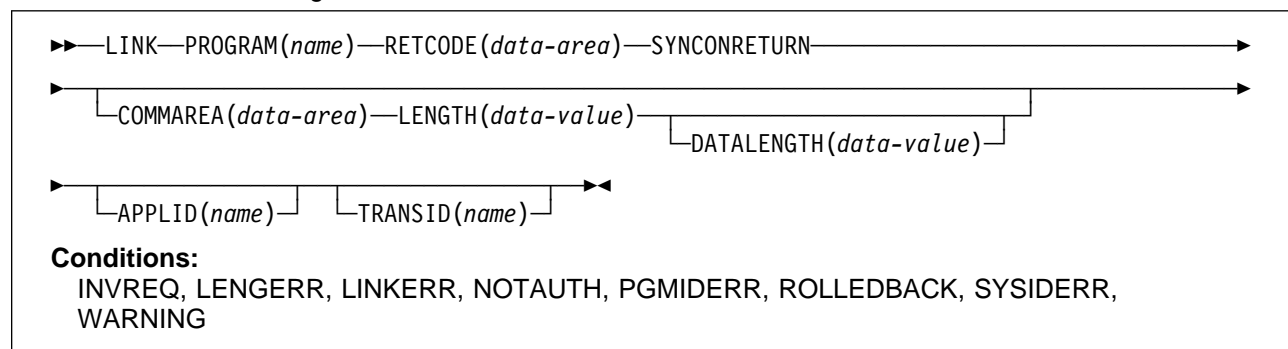 LINK PROGRAM(name) RETCODE(data-area) SYNCONRETURN
COMMAREA(data-area) LENGTH(data-value)
DATALENGTH(data-value)
APPLID(name) TRANSID(name)
Conditions:
INVREQ, LENGERR, LINKERR, NOTAUTH, PGMIDERR, ROLLEDBACK, SYSIDERR,
WARNING